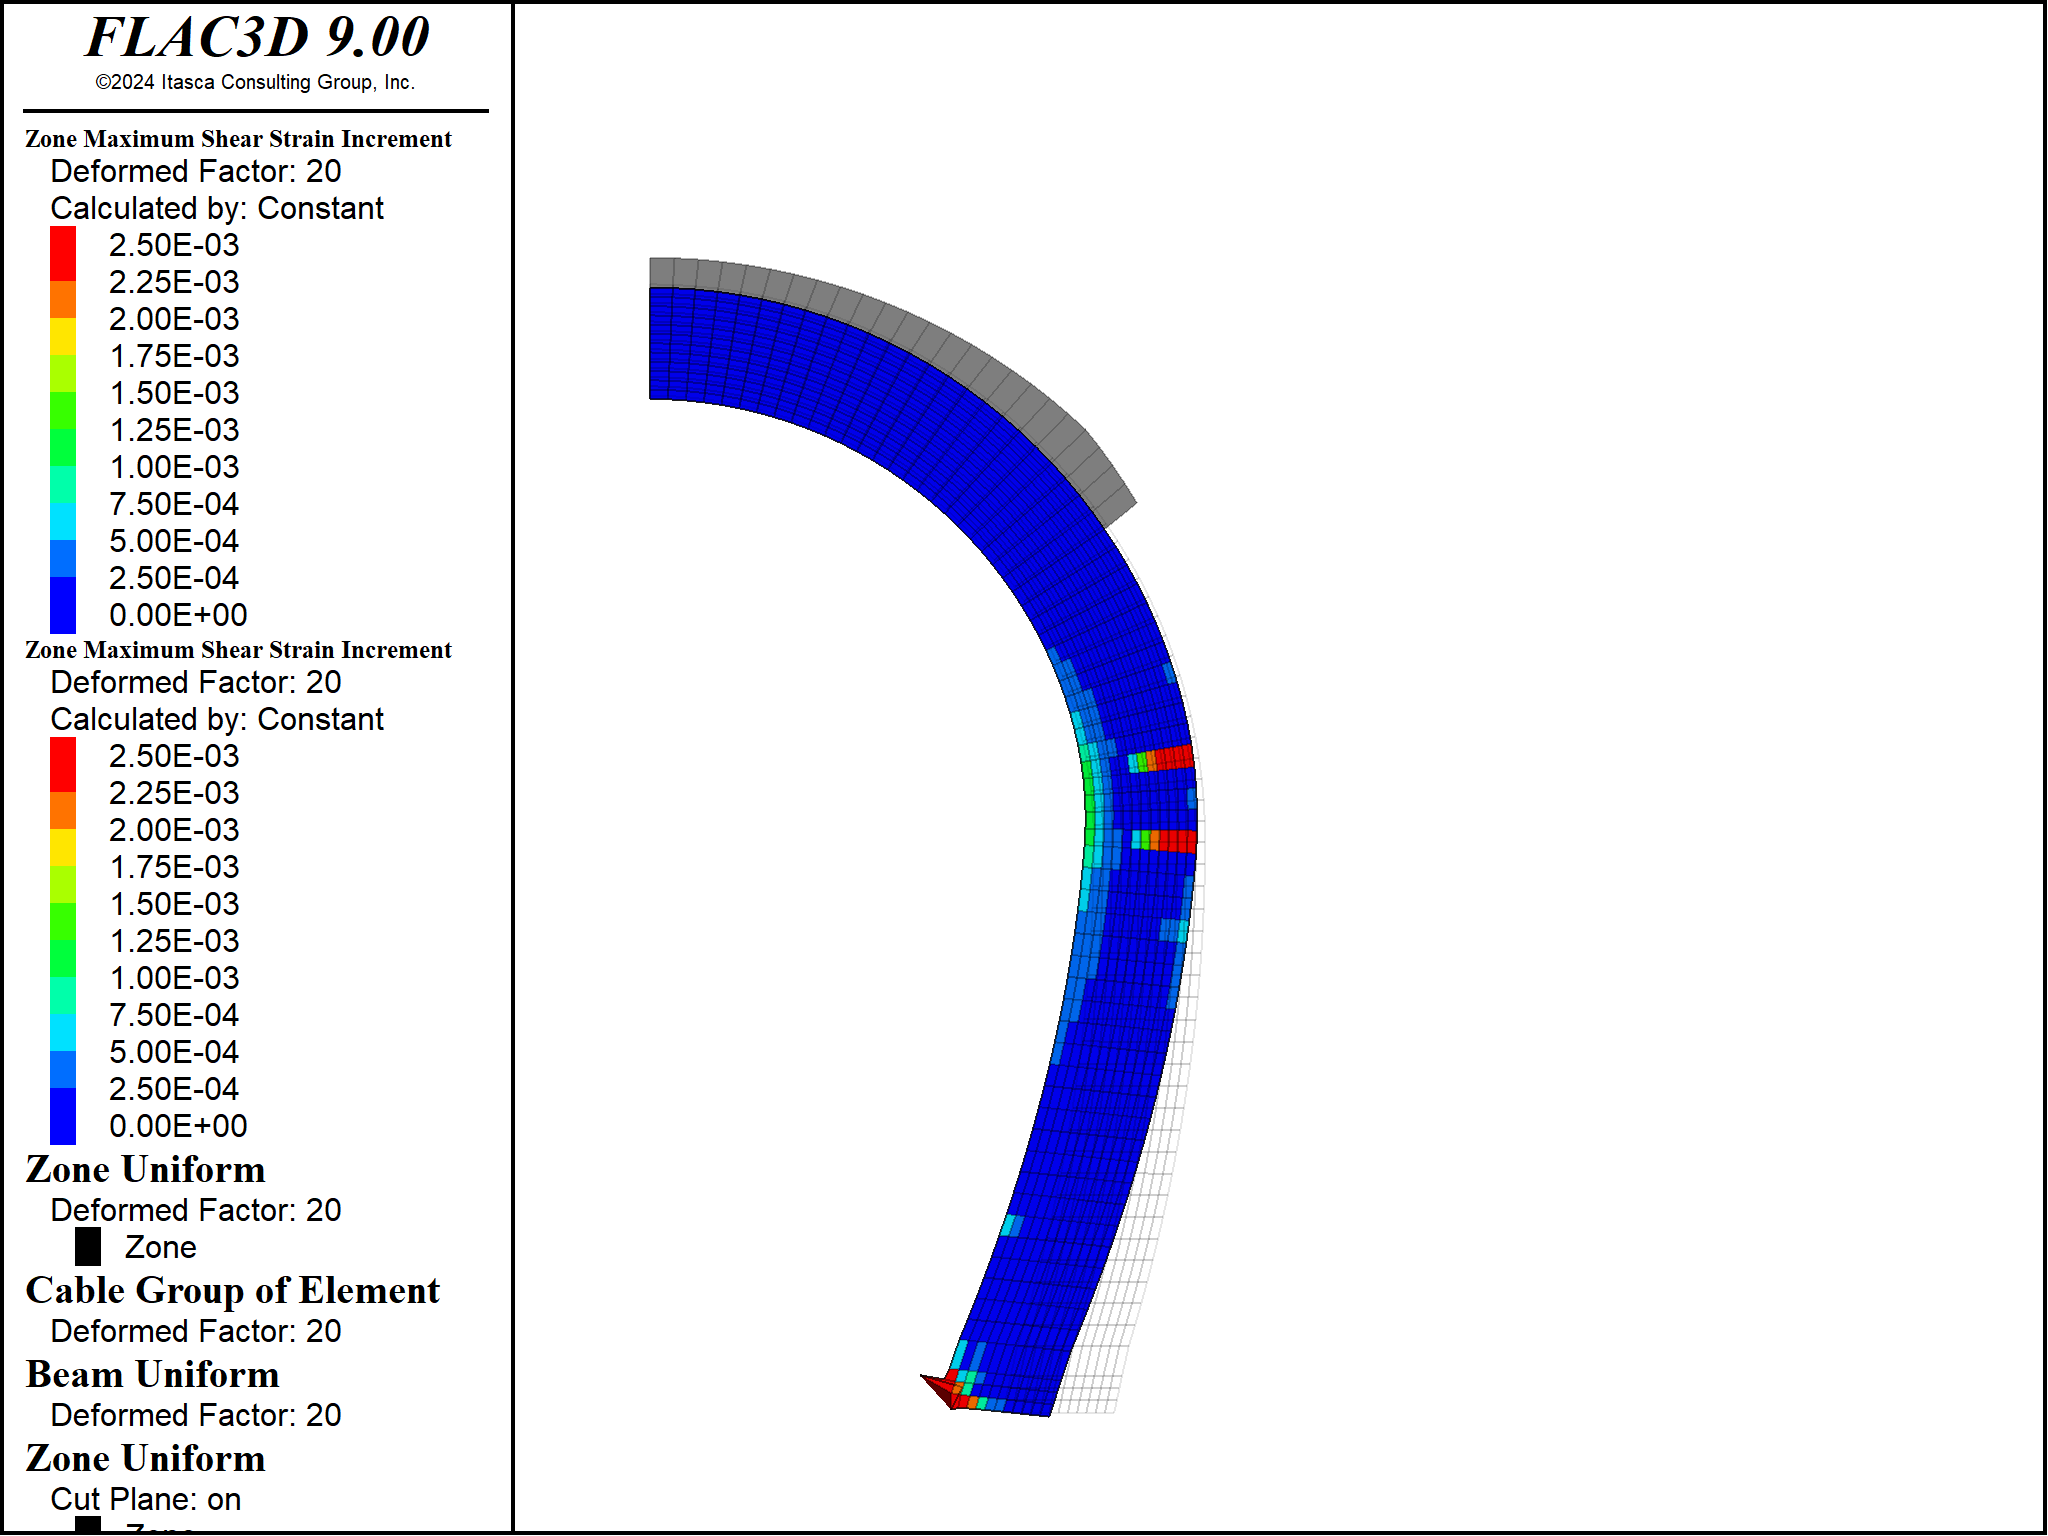 FLAC3D 9.00
©2024 Itasca Consulting Group, Inc.
Zone Maximum Shear Strain Increment
Deformed Factor: 20
Calculated by: Constant
2.50E-03
2.25E-03
2.00E-03
1.75E-03
1.50E-03
1.25E-03
1.00E-03
7.50E-04
5.00E-04
2.50E-04
0.00E+00
Zone Maximum Shear Strain Increment
Deformed Factor: 20
Calculated by: Constant
2.50E-03
2.25E-03
2.00E-03
1.75E-03
1.50E-03
1.25E-03
1.00E-03
7.50E-04
5.00E-04
2.50E-04
0.00E+00
Zone Uniform
Deformed Factor: 20
Zone
Cable Group of Element
Deformed Factor: 20
Beam Uniform
Deformed Factor: 20
Zone Uniform
Cut Plane: on